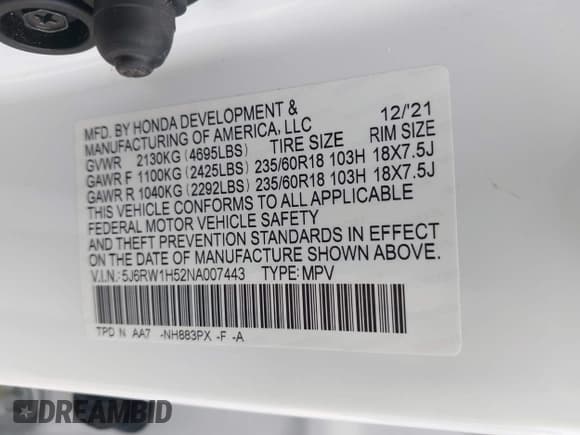 MFD. BY HONDA DEVELOPMENT & 12/'21
MANUFACTURING OF AMERICA, LLC
TIRE SIZE RIM SIZE
GVWR 2130KG (4695LBS)
GAWR F 1100KG (2425LBS) 235/60R18 103H 18X7.5J
GAWR R 1040KG (2292LBS) 235/60R18 103H 18X7.5J
THIS VEHICLE CONFORMS TO ALL APPLICABLE
FEDERAL MOTOR VEHICLE SAFETY
AND THEFT PREVENTION STANDARDS IN EFFECT
ON THE DATE OF MANUFACTURE SHOWN ABOVE.
V.I.N.: 5J6RW1H52NA007443 TYPE: MPV
TPD N AA7 -NH883PX -F -A
DREAMBID